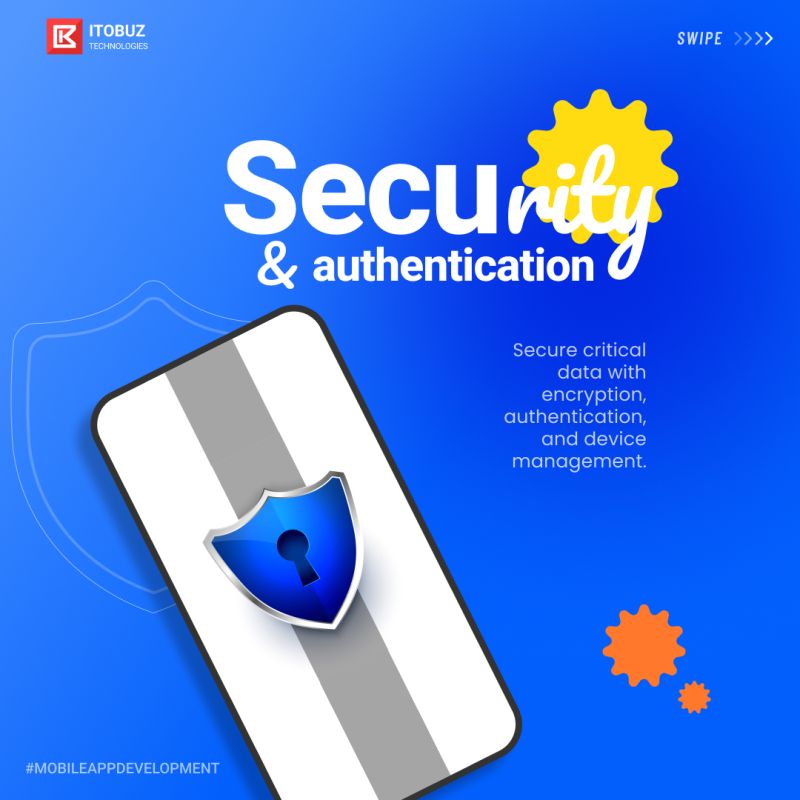 ITOBUZ
TECHNOLOGIES
SWIPE
Security
& authentication
Secure critical
data with
encryption,
authentication,
and device
management.
#MOBILEAPPDEVELOPMENT